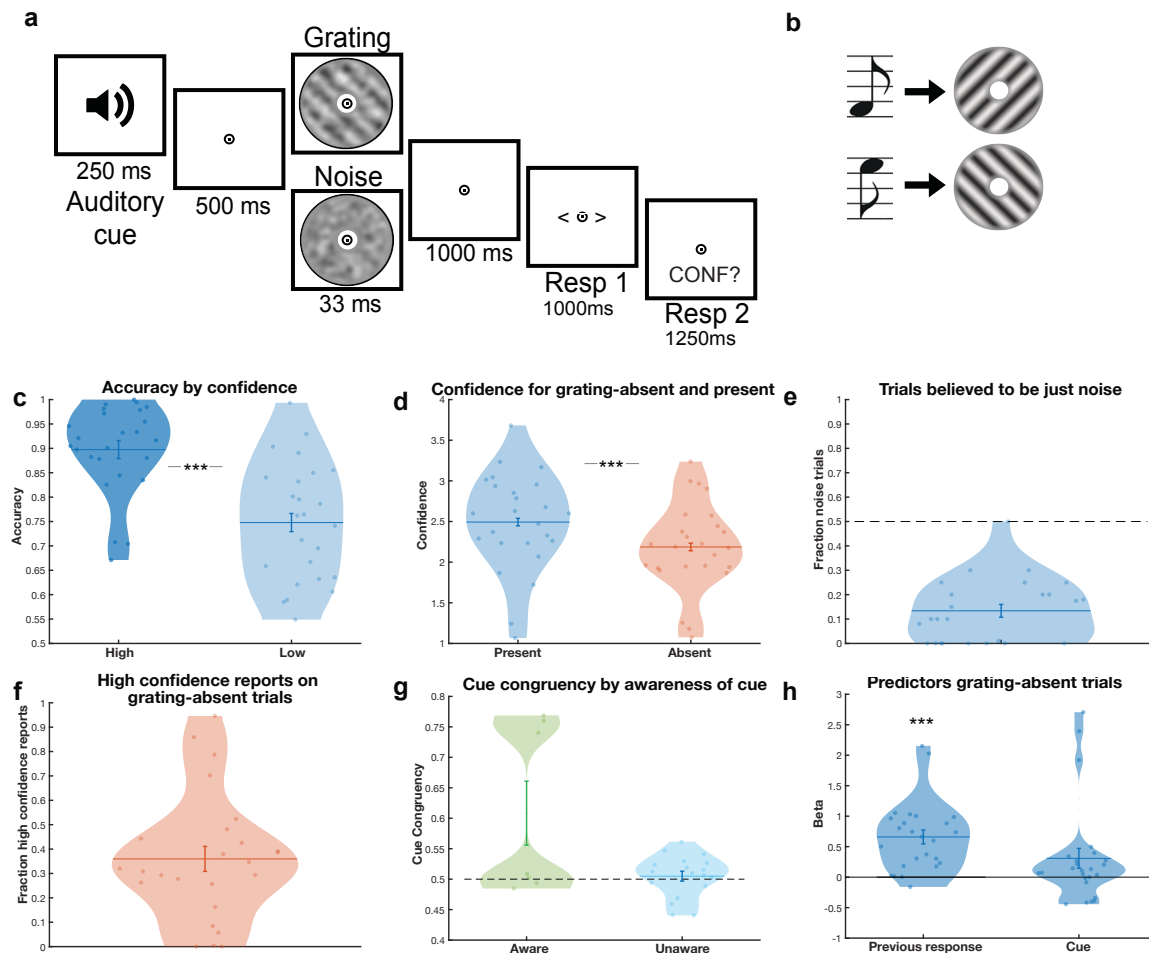 a
Grating
250 ms
Auditory
cue
500 ms
Noise
33 ms
1000 ms
< >
Resp 1
1000ms
CONF?
Resp 2
1250ms
b
c
Accuracy by confidence
Accuracy
1
0.95
0.9
0.85
0.8
0.75
0.7
0.65
0.6
0.55
0.5
***
High
Low
d
Confidence for grating-absent and present
Confidence
4
3.5
3
2.5
2
1.5
1
***
Present
Absent
e
Trials believed to be just noise
Fraction noise trials
1
0.9
0.8
0.7
0.6
0.5
0.4
0.3
0.2
0.1
0
f
High confidence reports on
grating-absent trials
Fraction high confidence reports
1
0.9
0.8
0.7
0.6
0.5
0.4
0.3
0.2
0.1
0
g
Cue congruency by awareness of cue
Cue Congruency
0.8
0.75
0.7
0.65
0.6
0.55
0.5
0.45
0.4
Aware
Unaware
h
Predictors grating-absent trials
Beta
3
2.5
2
1.5
1
0.5
0
-0.5
-1
***
Previous response
Cue